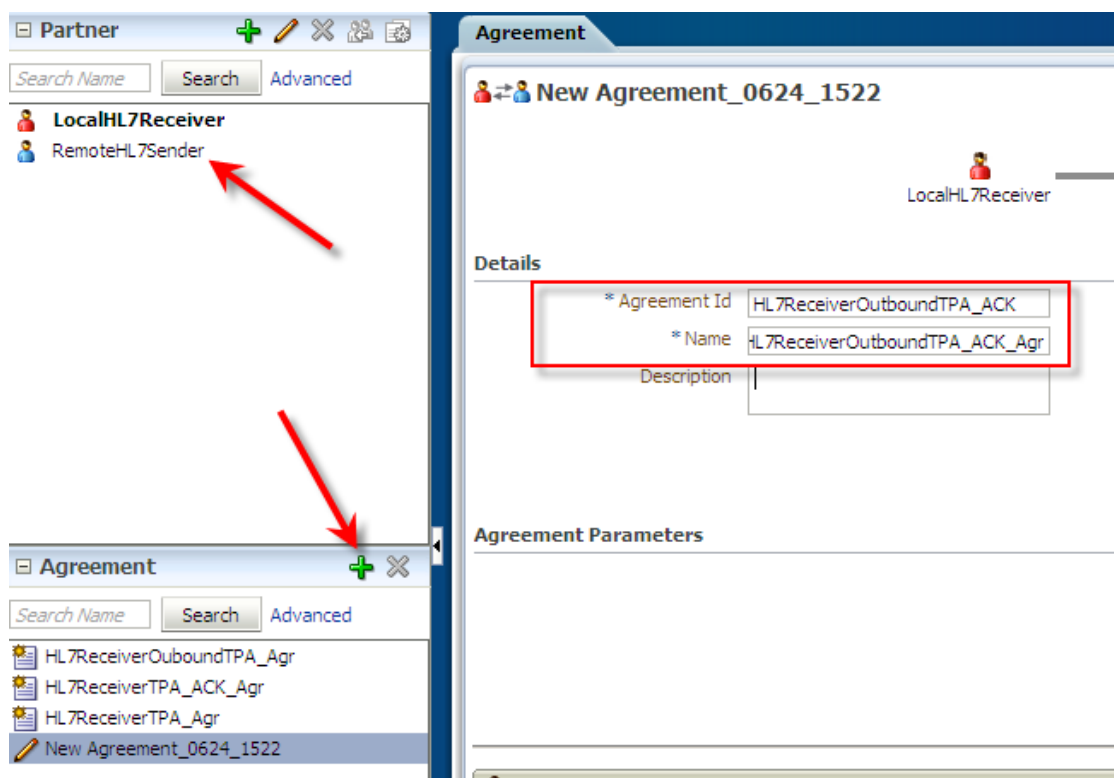 Partner
Search Name Search Advanced
LocalHL7Receiver
RemoteHL7Sender
Agreement
Search Name Search Advanced
HL7ReceiverOuboundTPA_Agr
HL7ReceiverTPA_ACK_Agr
HL7ReceiverTPA_Agr
New Agreement_0624_1522
Agreement
New Agreement_0624_1522
LocalHL7Receiver
Details
* Agreement Id HL7ReceiverOutboundTPA_ACK
* Name HL7ReceiverOutboundTPA_ACK_Agr
Description
Agreement Parameters